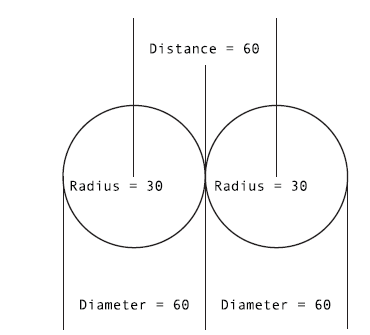 Distance = 60
Radius = 30
Radius = 30
Diameter = 60
Diameter = 60